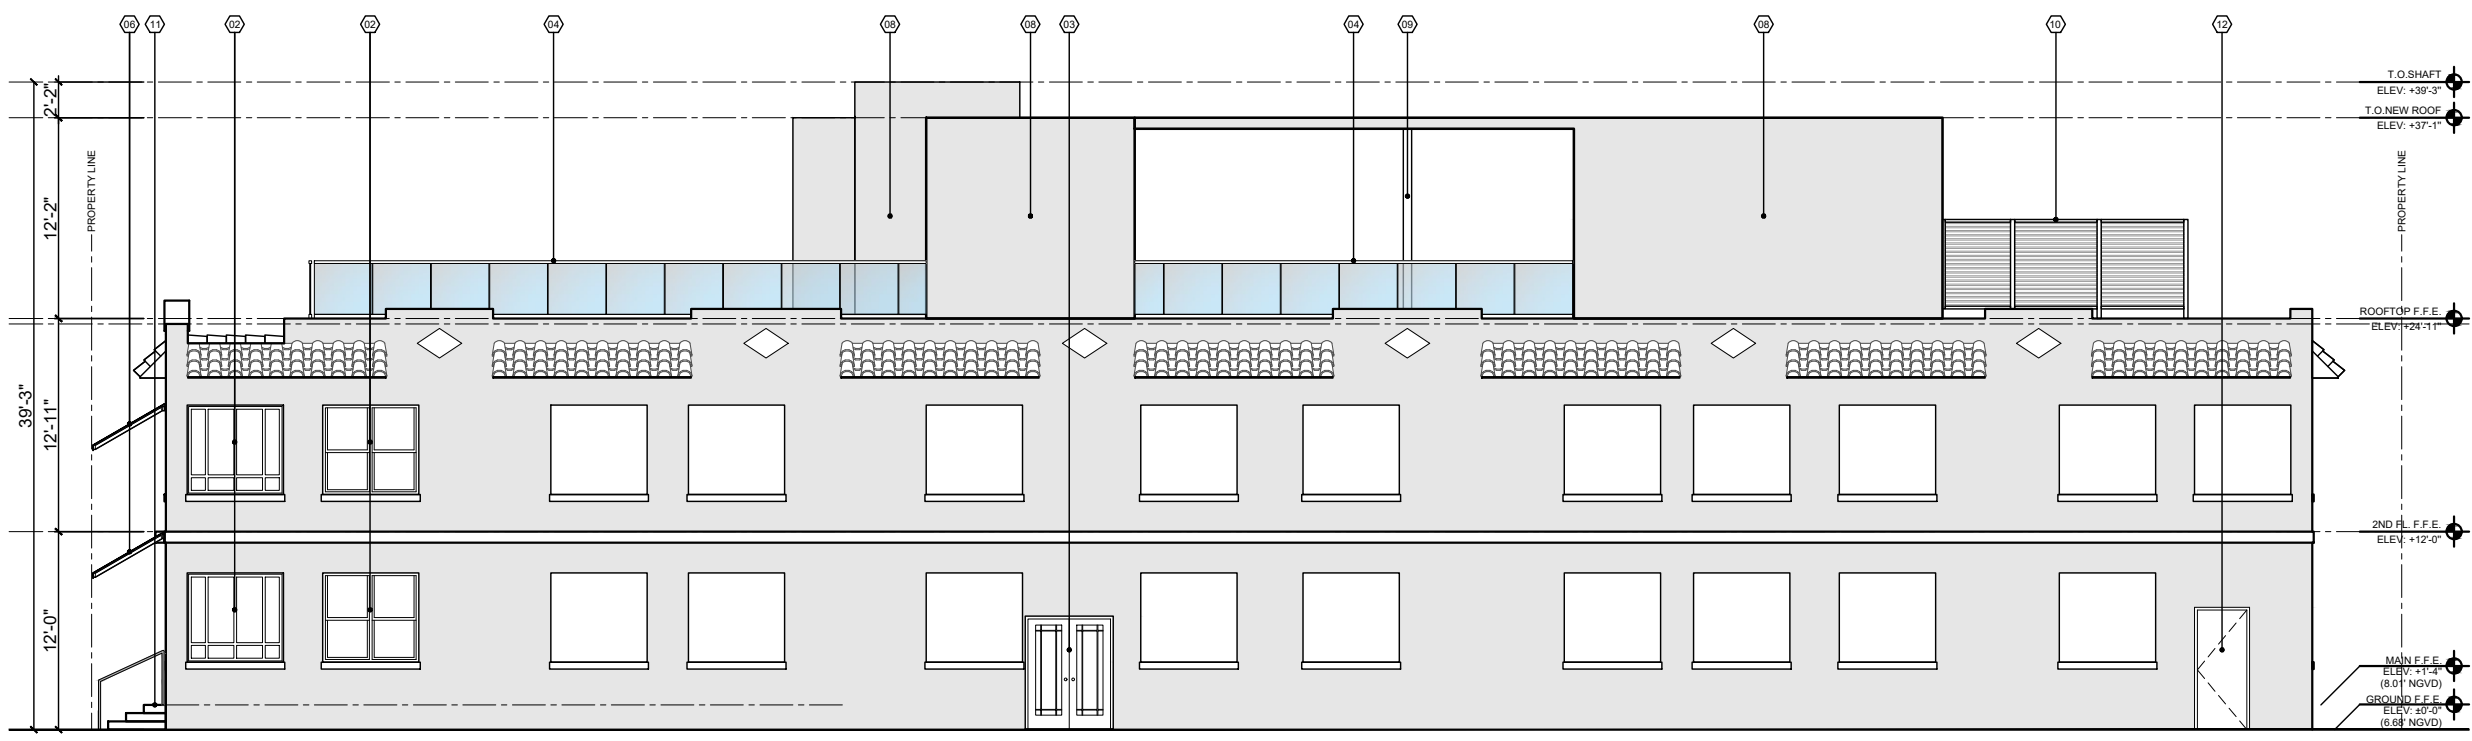 06
11
02
02
04
08
08
03
04
09
08
10
12
T.O.SHAFT
ELEV: +39'-3"
T.O.NEW ROOF
ELEV: +37'-1"
2'-2"
PROPERTY LINE
PROPERTY LINE
12'-2"
ROOFTOP F.F.E.
ELEV: +24'-11"
39'-3"
12'-11"
2ND FL. F.F.E.
ELEV: +12'-0"
12'-0"
MAIN F.F.E.
ELEV: +1'-4"
(8.01' NGVD)
GROUND F.F.E.
ELEV: ±0'-0"
(6.68' NGVD)